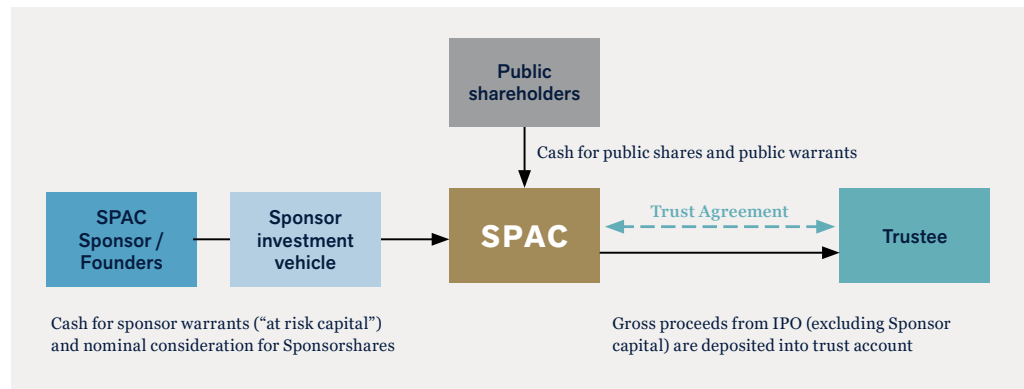 Public
shareholders
Cash for public shares and public warrants
SPAC
Sponsor /
Founders
Sponsor
investment
vehicle
SPAC
Trust Agreement
Trustee
Cash for sponsor warrants (“at risk capital”)
and nominal consideration for Sponsorshares
Gross proceeds from IPO (excluding Sponsor
capital) are deposited into trust account